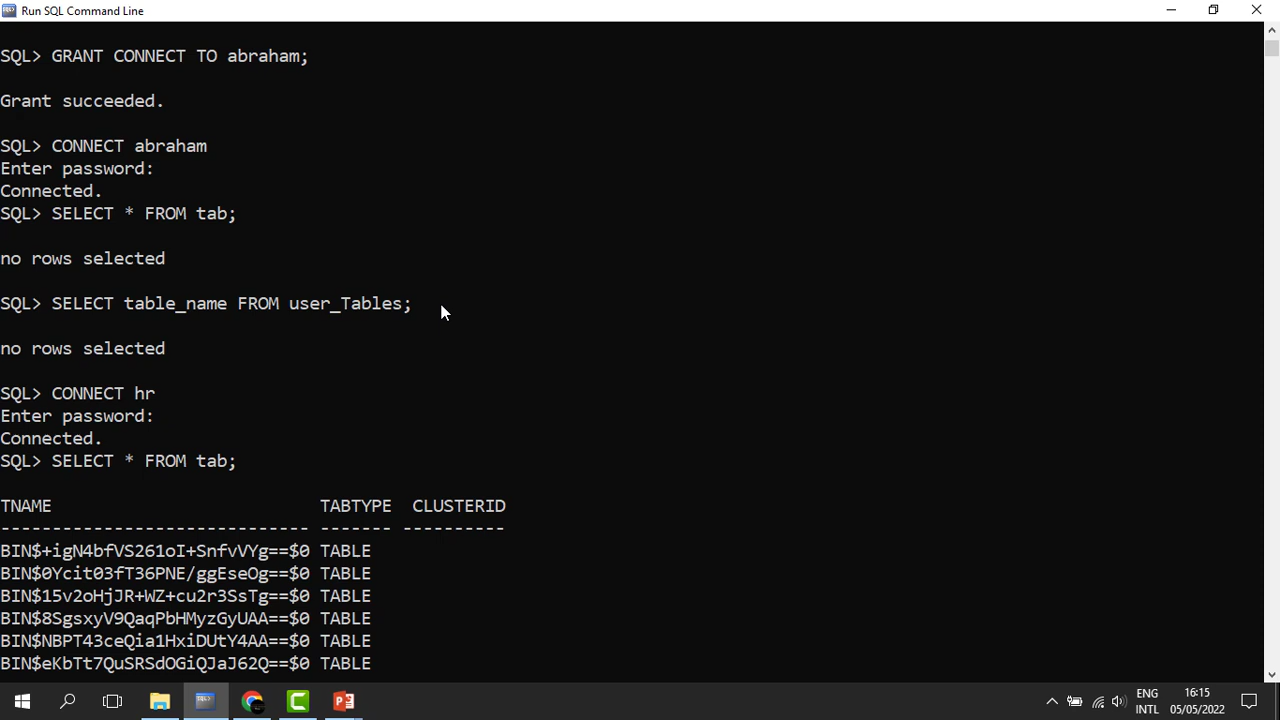 Run SQL Command Line
SQL> GRANT CONNECT TO abraham;
Grant succeeded.
SQL> CONNECT abraham
Enter password:
Connected.
SQL> SELECT * FROM tab;
no rows selected
SQL> SELECT table_name FROM user_Tables;
no rows selected
SQL> CONNECT hr
Enter password:
Connected.
SQL> SELECT * FROM tab;
TNAME TABTYPE CLUSTERID
------------------------------ ------- ----------
BIN$+igN4bfVS261oI+SnfvVYg==$0 TABLE
BIN$0Ycit03fT36PNE/ggEseOg==$0 TABLE
BIN$15v2oHjJR+WZ+cu2r3SsTg==$0 TABLE
BIN$8SgsxyV9QaqPbHMyzGyUAA==$0 TABLE
BIN$NBPT43ceQia1HxiDUtY4AA==$0 TABLE
BIN$eKbTt7QuSRSdOGiQJaJ62Q==$0 TABLE
ENG
INTL
16:15
05/05/2022